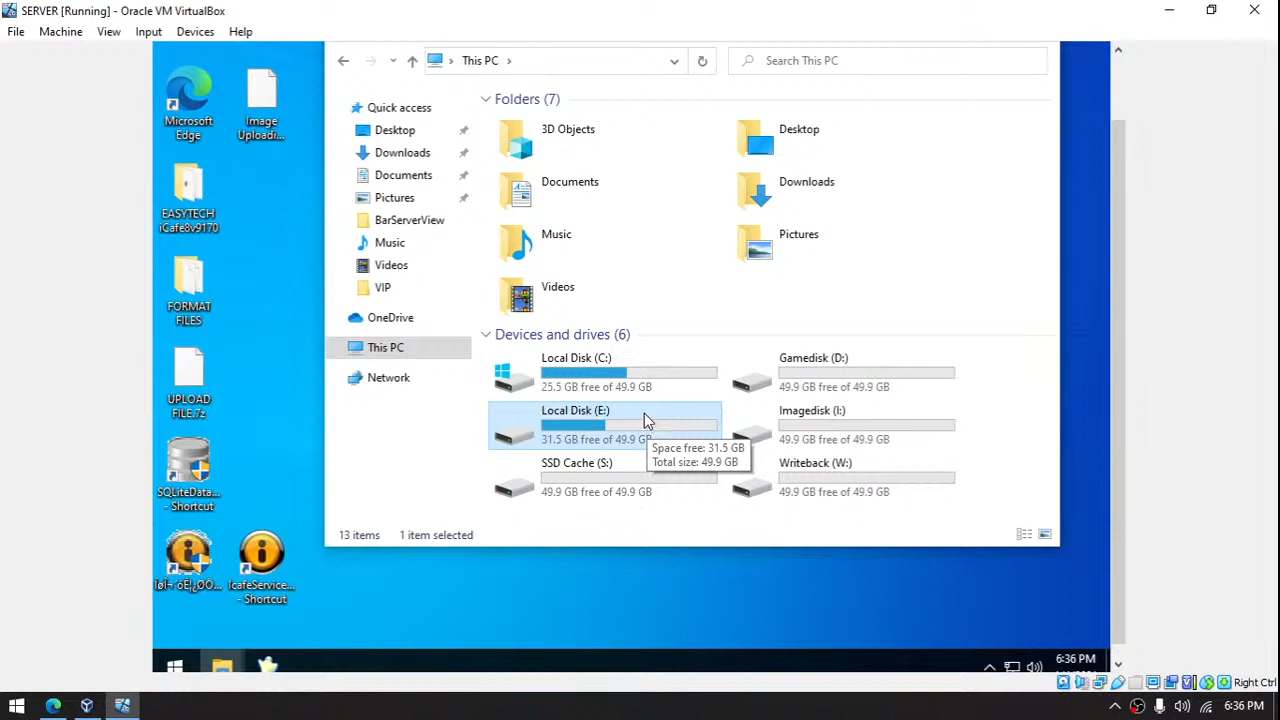 SERVER [Running] - Oracle VM VirtualBox
File Machine View Input Devices Help
This PC
Search This PC
Microsoft
Edge
Image
Uploadi...
EASYTECH
iCafe8v9170
FORMAT
FILES
UPLOAD
FILE.7z
SQLiteData...
- Shortcut
IcafeService...
- Shortcut
Quick access
Desktop
Downloads
Documents
Pictures
BarServerView
Music
Videos
VIP
OneDrive
This PC
Network
Folders (7)
3D Objects
Desktop
Documents
Downloads
Music
Pictures
Videos
Devices and drives (6)
Local Disk (C:)
25.5 GB free of 49.9 GB
Gamedisk (D:)
49.9 GB free of 49.9 GB
Local Disk (E:)
31.5 GB free of 49.9 GB
Imagedisk (I:)
49.9 GB free of 49.9 GB
Space free: 31.5 GB
Total size: 49.9 GB
SSD Cache (S:)
49.9 GB free of 49.9 GB
Writeback (W:)
49.9 GB free of 49.9 GB
13 items 1 item selected
6:36 PM
Right Ctrl
6:36 PM